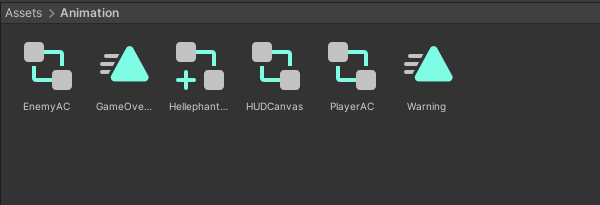 Assets > Animation
EnemyAC GameOve... Hellephant... HUDCanvas PlayerAC Warning